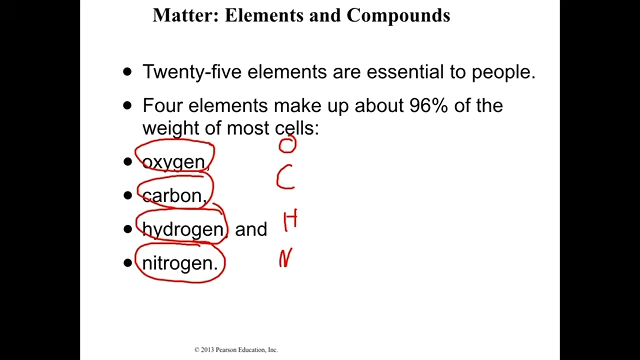 Matter: Elements and Compounds
● Twenty-five elements are essential to people.
● Four elements make up about 96% of the
weight of most cells:
● oxygen, O
● carbon, C
● hydrogen, and H
● nitrogen. N
© 2013 Pearson Education, Inc.